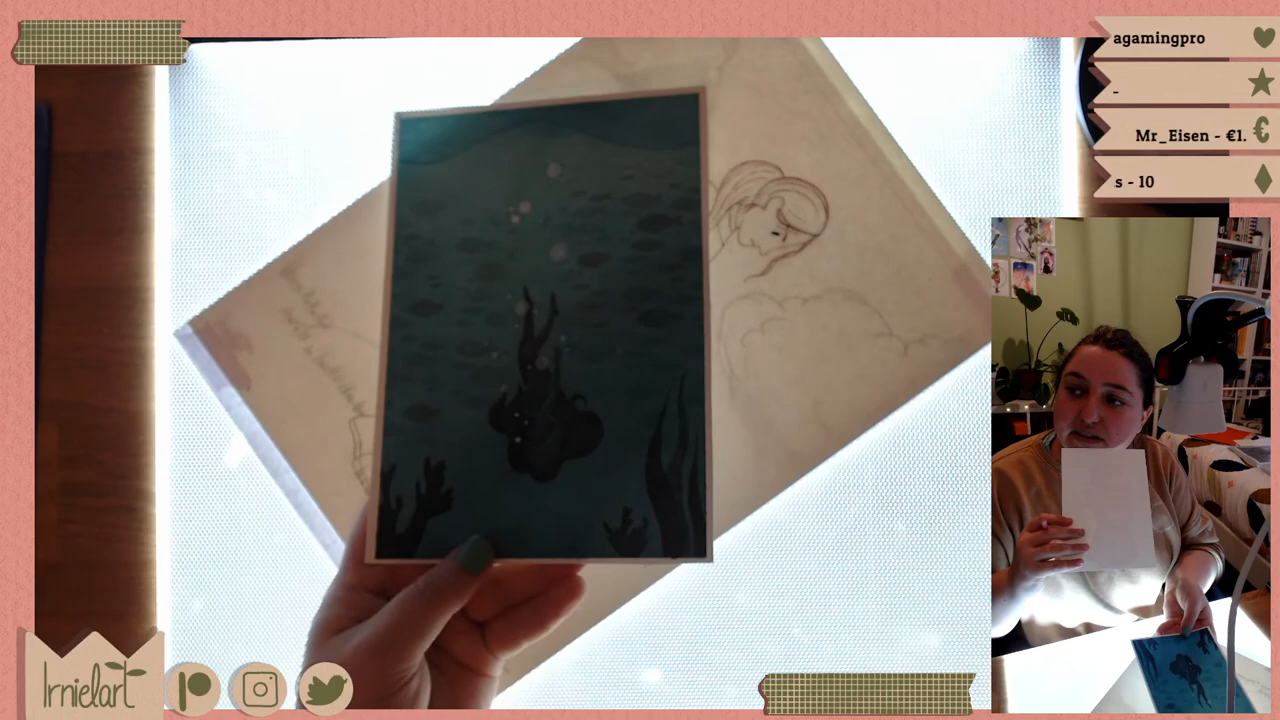 agamingpro
-
Mr_Eisen - €1.
s - 10
Irnielart